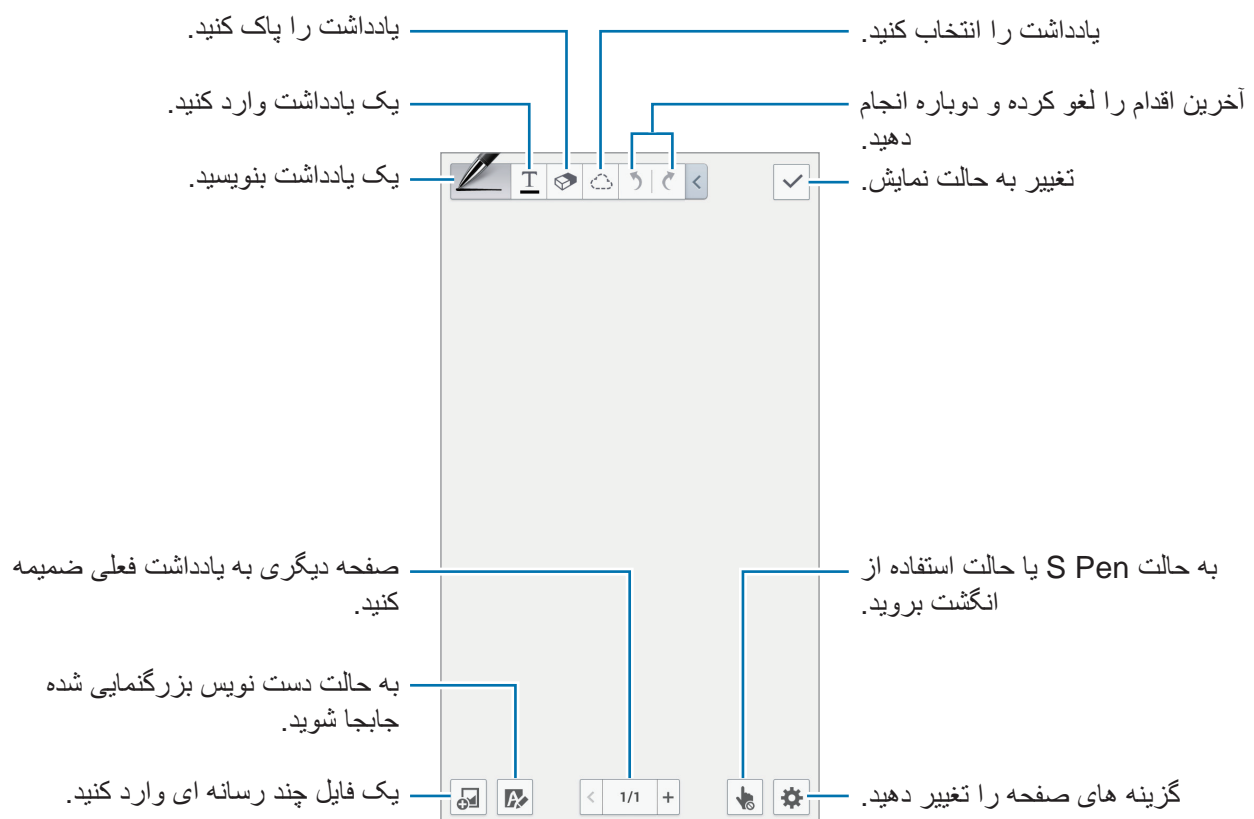 یادداشت را انتخاب کنید.
آخرین اقدام را لغو کرده و دوباره انجام
دهید.
تغییر به حالت نمایش.
یادداشت را پاک کنید.
یک یادداشت وارد کنید.
یک یادداشت بنویسید.
T
به حالت S Pen یا حالت استفاده از
انگشت بروید.
گزینه های صفحه را تغییر دهید.
صفحه دیگری به یادداشت فعلی ضمیمه
کنید.
به حالت دست نویس بزرگنمایی شده
جابجا شوید.
یک فایل چند رسانه ای وارد کنید.
A
1/1 +